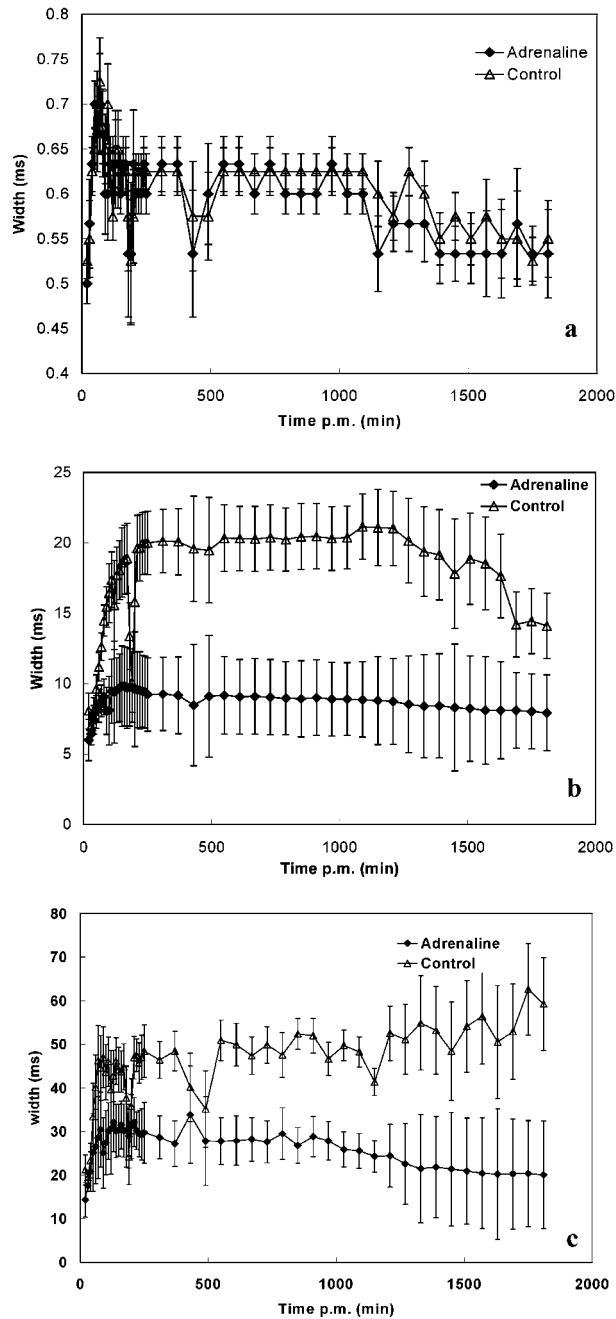 0.8
0.75
0.7
0.65
0.6
0.55
0.5
0.45
0.4
Width (ms)
Adrenaline
Control
a
0
500
1000
1500
2000
Time p.m. (min)
25
20
15
10
5
0
Width (ms)
Adrenaline
Control
b
0
500
1000
1500
2000
Time p.m. (min)
80
70
60
50
40
30
20
10
0
width (ms)
Adrenaline
Control
c
0
500
1000
1500
2000
Time p.m. (min)